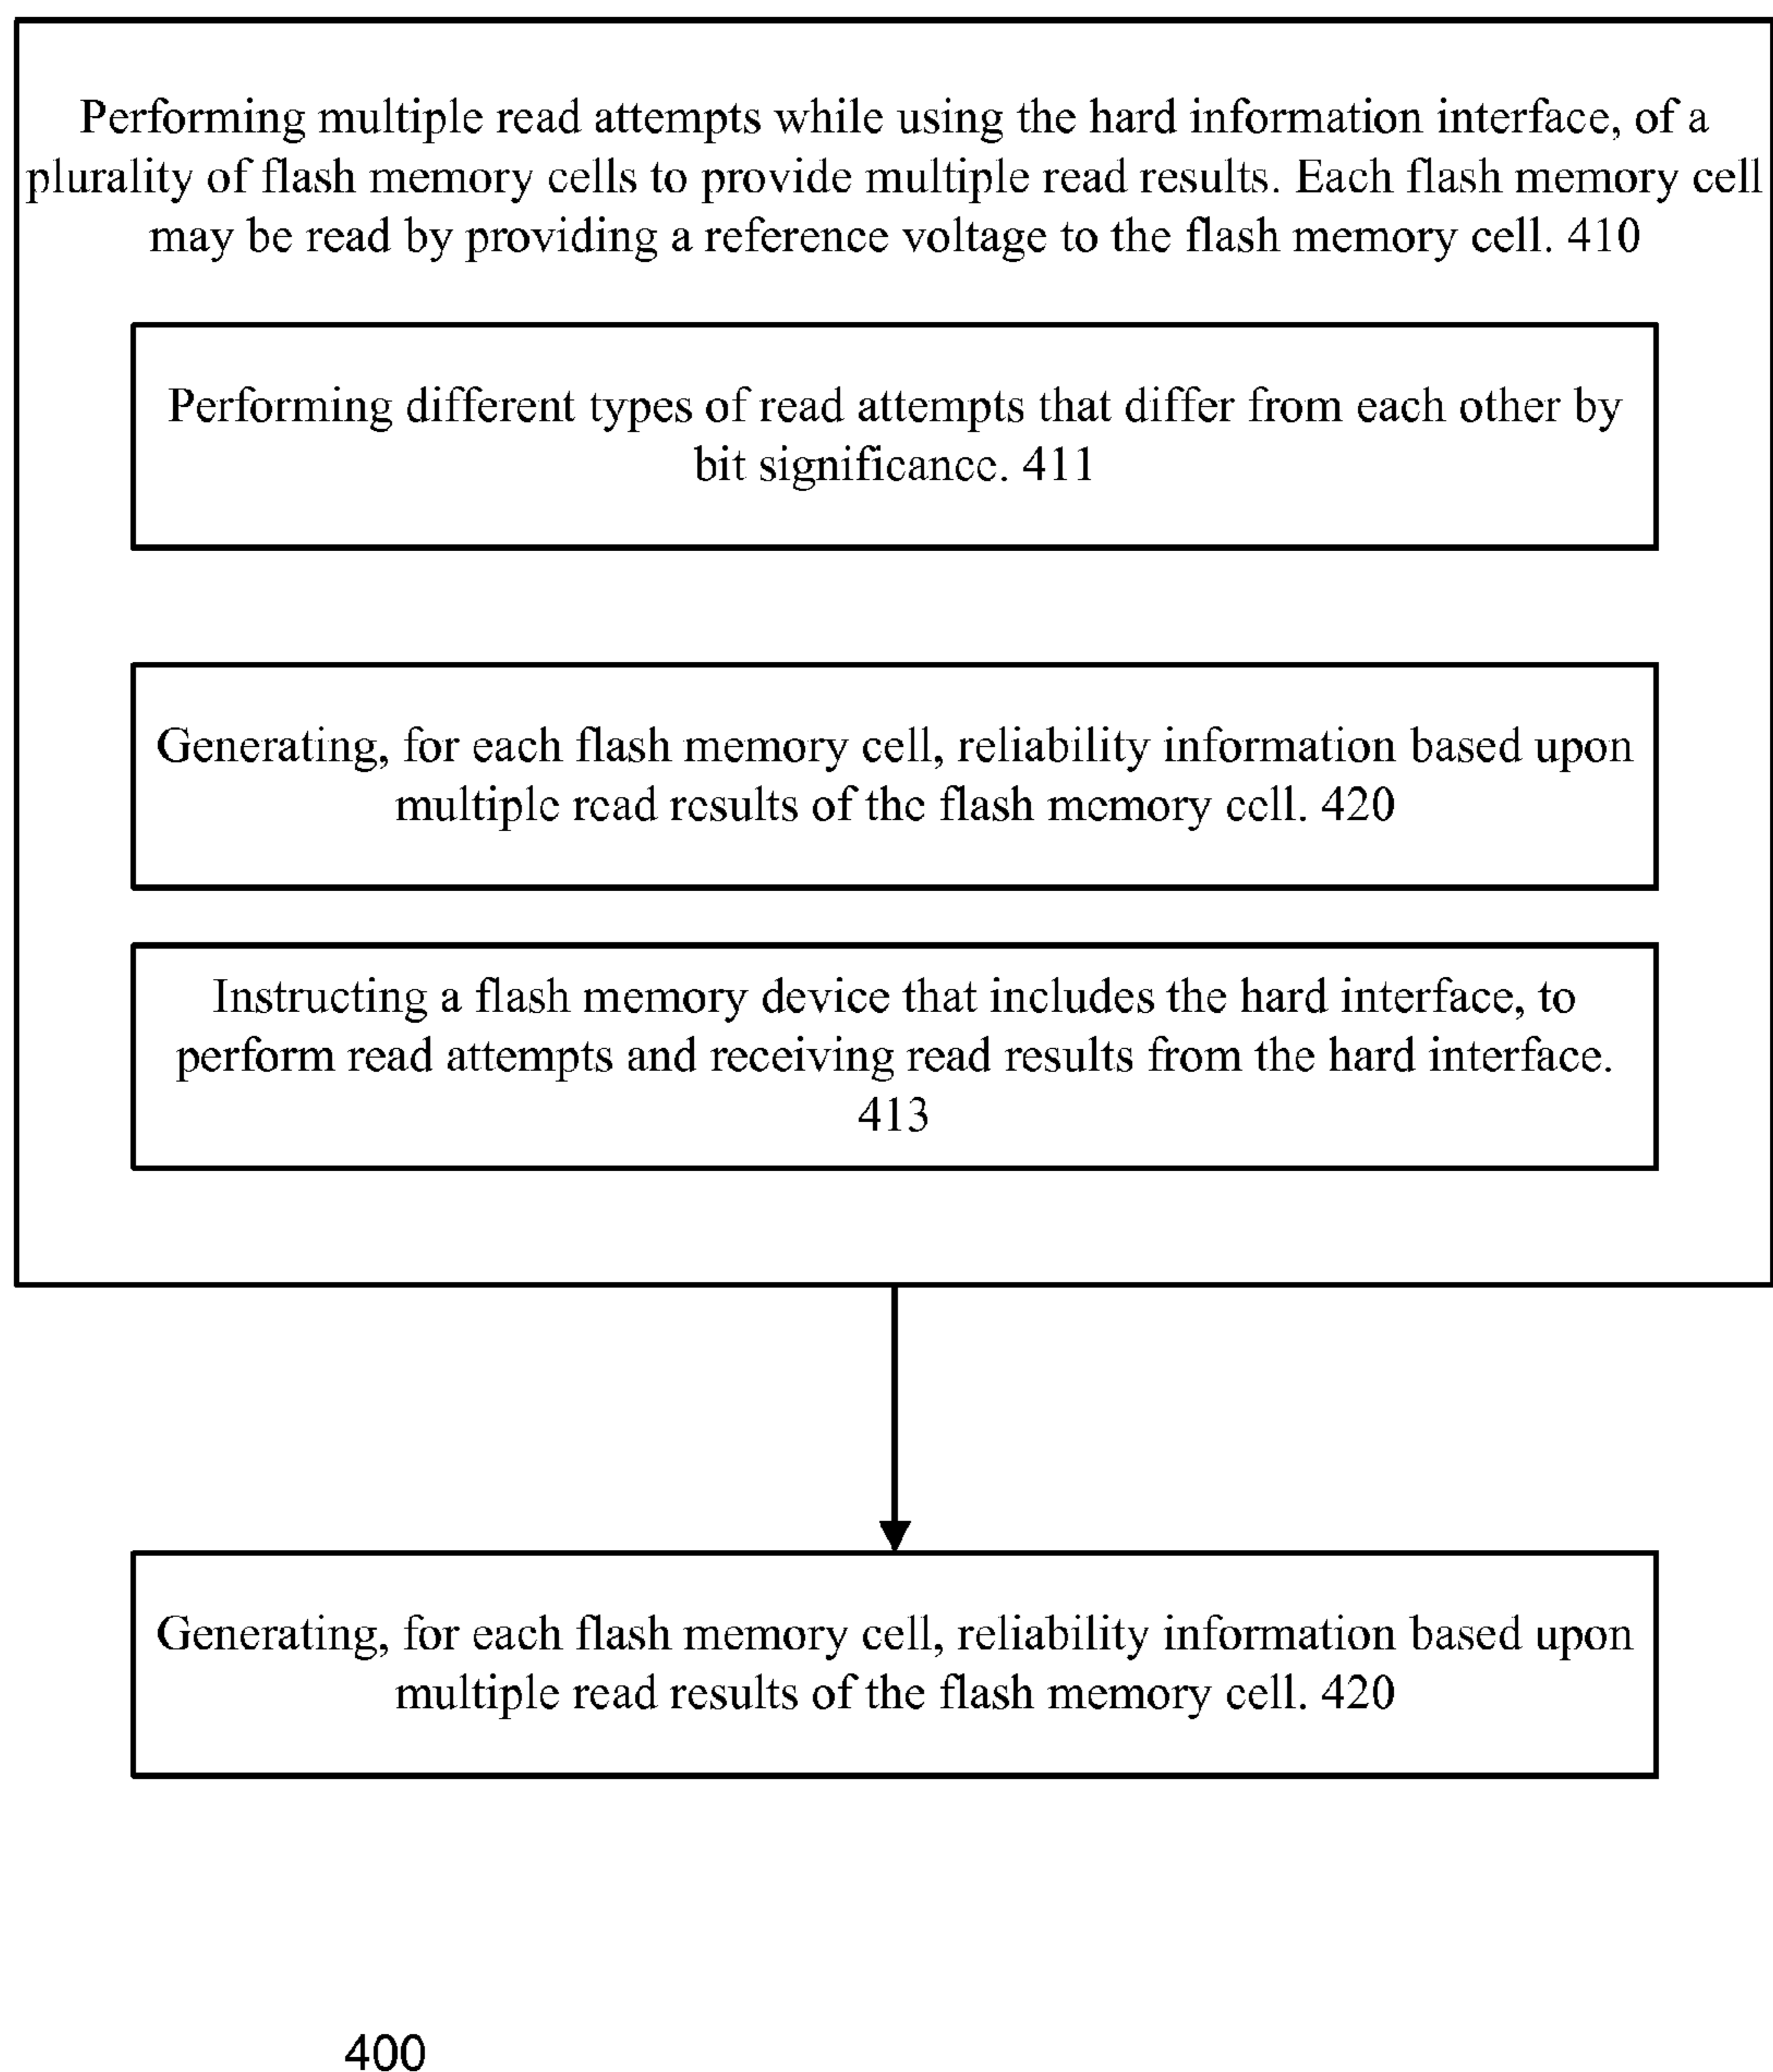 Performing multiple read attempts while using the hard information interface, of a
plurality of flash memory cells to provide multiple read results. Each flash memory cell
may be read by providing a reference voltage to the flash memory cell. 410
Performing different types of read attempts that differ from each other by
bit significance. 411
Generating, for each flash memory cell, reliability information based upon
multiple read results of the flash memory cell. 420
Instructing a flash memory device that includes the hard interface, to
perform read attempts and receiving read results from the hard interface.
413
Generating, for each flash memory cell, reliability information based upon
multiple read results of the flash memory cell. 420
400